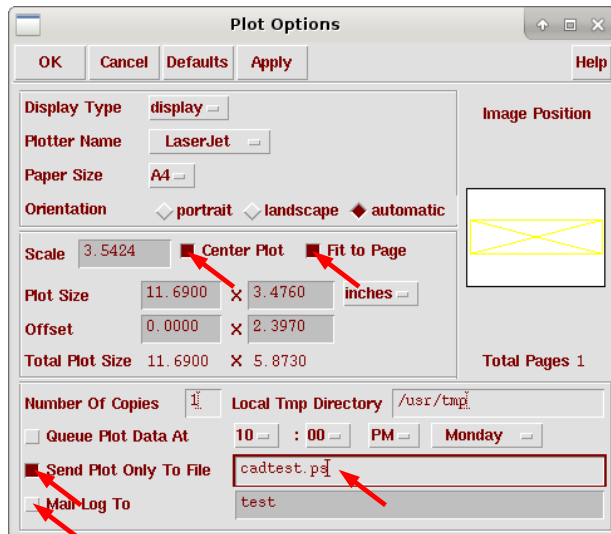 Plot Options
OK Cancel Defaults Apply Help
Display Type display
Plotter Name LaserJet
Paper Size A4
Orientation portrait landscape automatic
Image Position
Scale 3.5424 Center Plot Fit to Page
Plot Size 11.6900 X 3.4760 inches
Offset 0.0000 X 2.3970
Total Plot Size 11.6900 X 5.8730
Total Pages 1
Number Of Copies 1 Local Tmp Directory /usr/tmp
Queue Plot Data At 10 : 00 PM Monday
Send Plot Only To File cadtest.ps
Mail Log To test